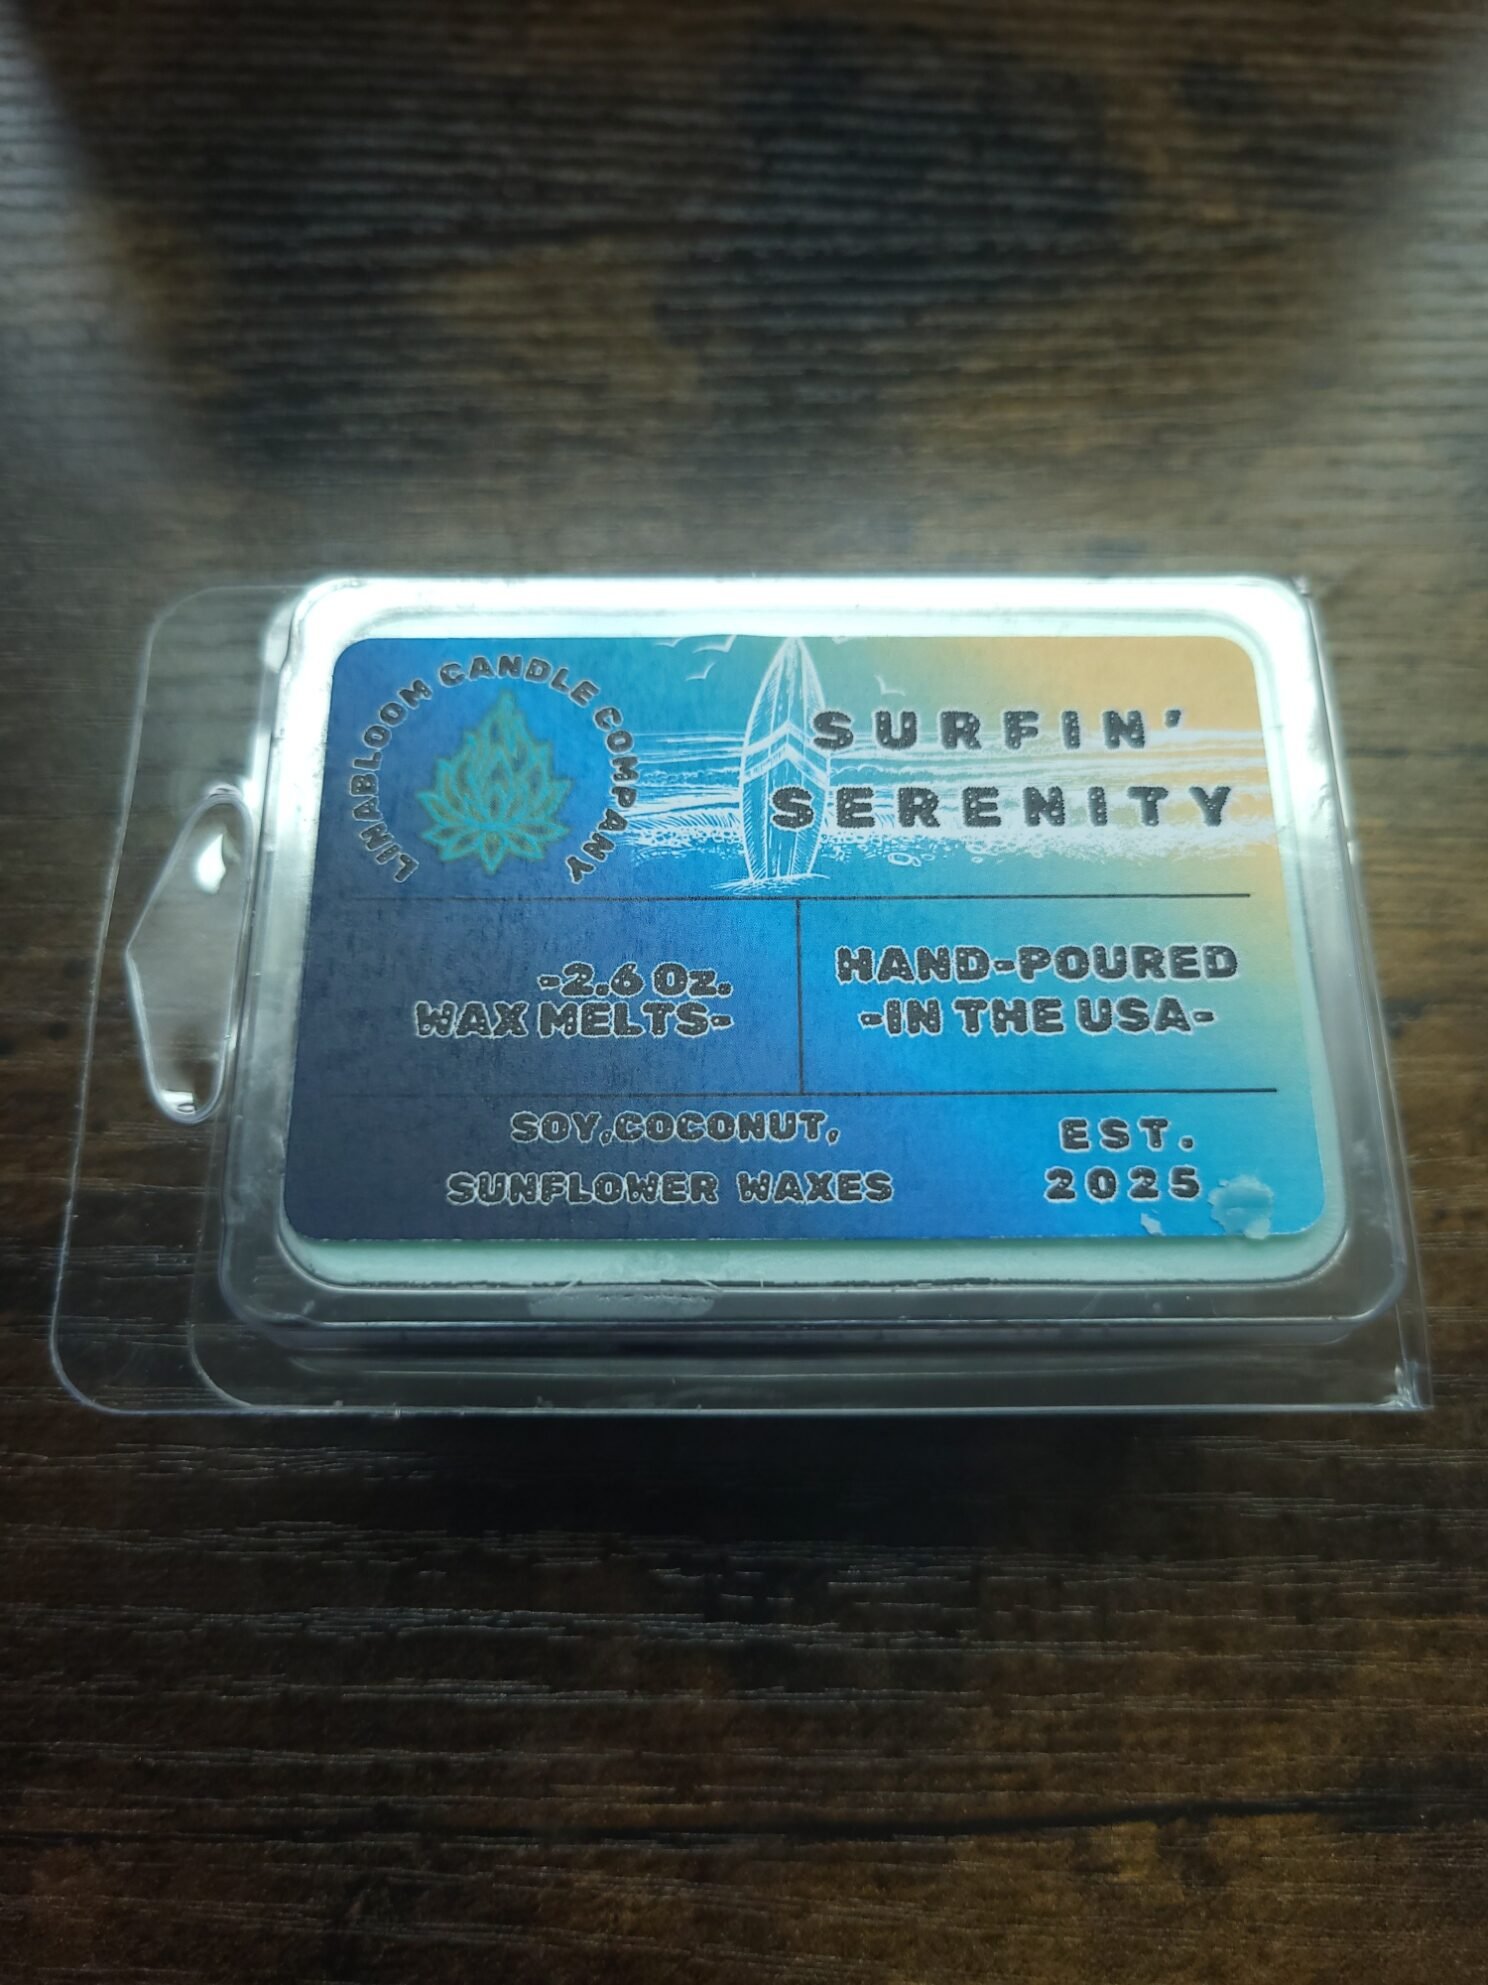 LINABLOOM CANDLE COMPANY
SURFIN'
SERENITY
-2.6 Oz.
WAX MELTS-
HAND-POURED
-IN THE USA-
SOY,COCONUT,
SUNFLOWER WAXES
EST.
2025